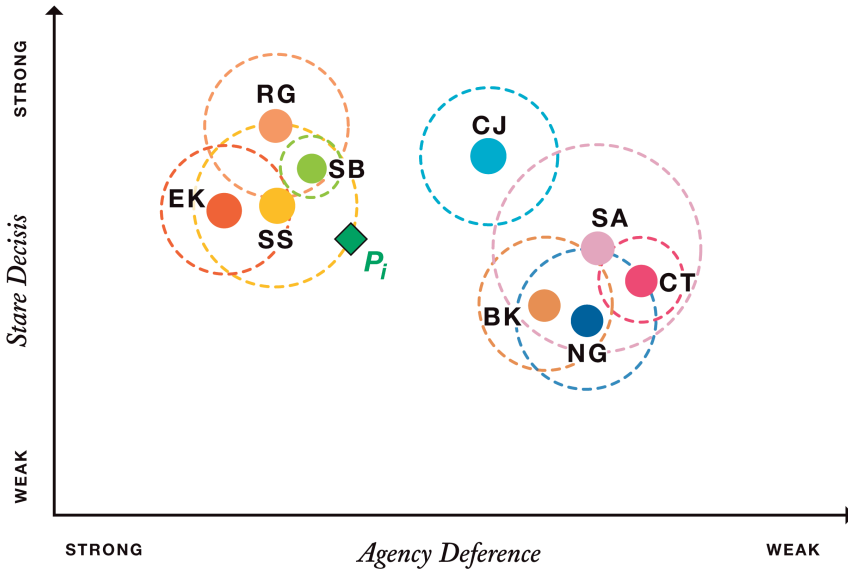 STRONG
RG
CJ
SB
EK
SA
SS
Pi
CT
BK
NG
Stare Decisis
WEAK
STRONG
Agency Deference
WEAK